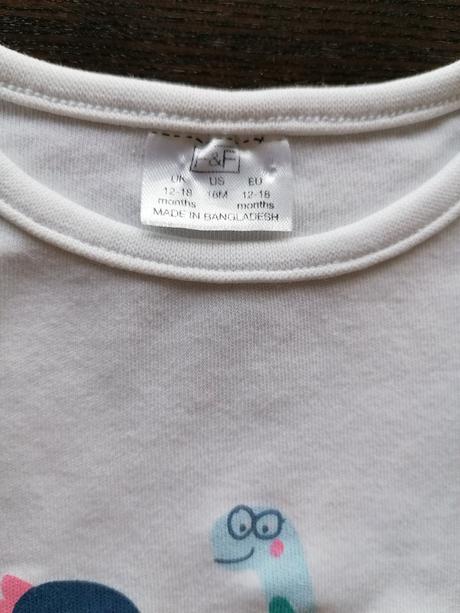 F&F
UK US EU
12-18 18M 12-18
months months
MADE IN BANGLADESH